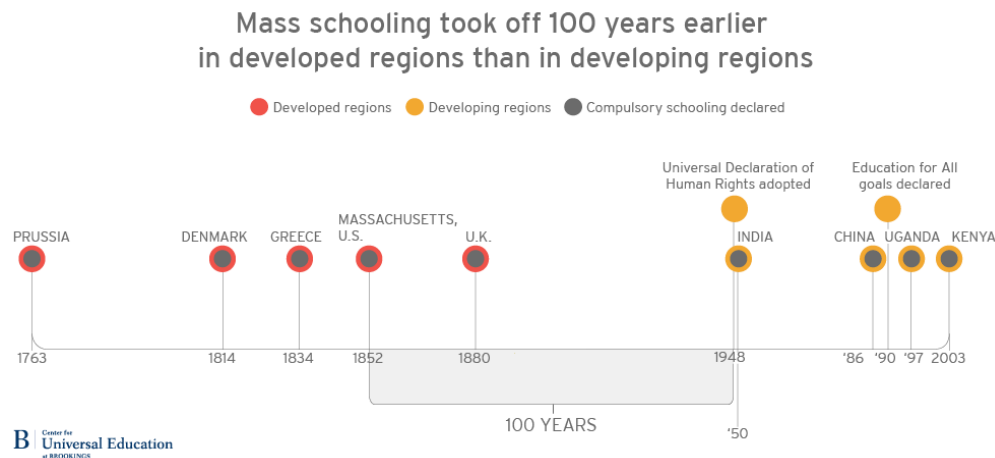 Mass schooling took off 100 years earlier
in developed regions than in developing regions
Developed regions
Developing regions
Compulsory schooling declared
Universal Declaration of
Human Rights adopted
Education for All
goals declared
PRUSSIA
DENMARK
GREECE
MASSACHUSETTS,
U.S.
U.K.
INDIA
CHINA
UGANDA
KENYA
1763
1814
1834
1852
1880
1948
'86
'90
'97
2003
100 YEARS
'50
B
Center for
Universal Education
at BROOKINGS